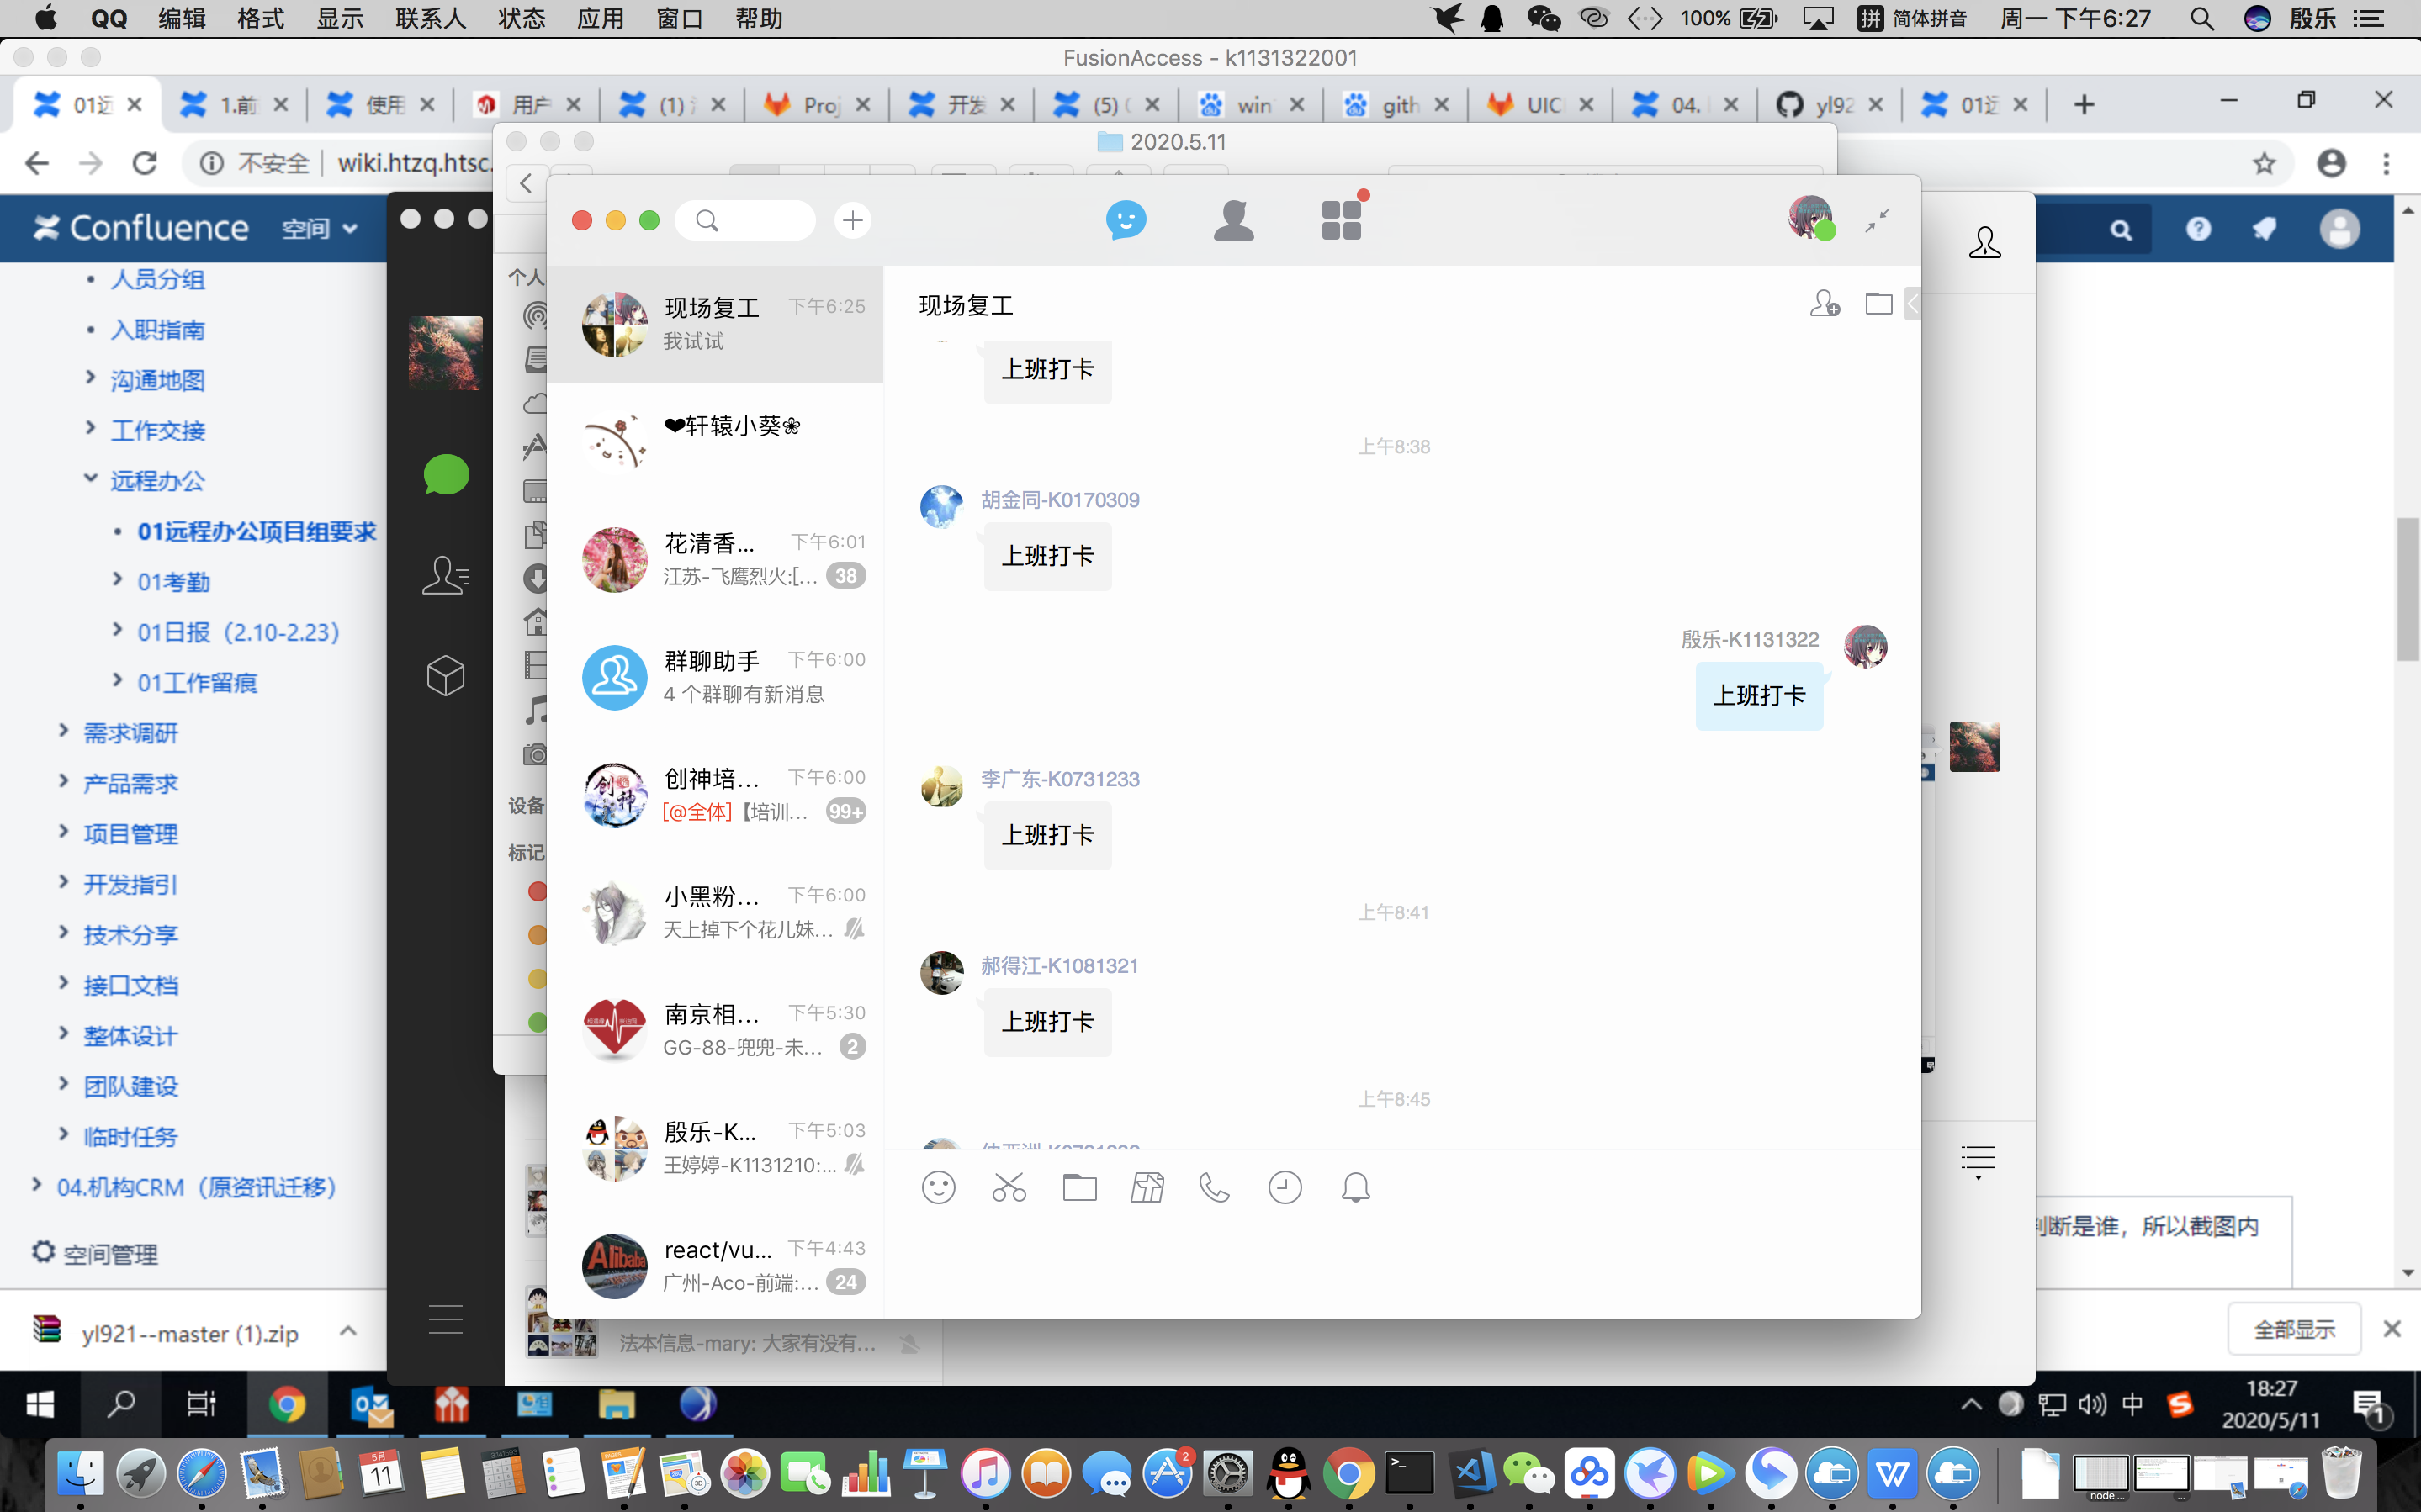 QQ 编辑 格式 显示 联系人 状态 应用 窗口 帮助
100% 拼 简体拼音 周一 下午6:27 殷乐
FusionAccess - k1131322001
01远 1.前 使用 用户 Proj 开发 (5) win gith UIC 04. yl92 01远
不安全 wiki.htzq.htsc.
2020.5.11
Confluence 空间
人员分组
入职指南
沟通地图
工作交接
远程办公
01远程办公项目组要求
01考勤
01日报（2.10-2.23）
01工作留痕
需求调研
产品需求
项目管理
开发指引
技术分享
接口文档
整体设计
团队建设
临时任务
04.机构CRM（原资讯迁移）
空间管理
个人
设备
标记
现场复工 下午6:25
我试试
❤轩辕小葵❀
花清香... 下午6:01
江苏-飞鹰烈火:[... 38
群聊助手 下午6:00
4 个群聊有新消息
创神培... 下午6:00
[@全体]【培训... 99+
小黑粉... 下午6:00
天上掉下个花儿妹...
南京相... 下午5:30
GG-88-兜兜-未... 2
殷乐-K... 下午5:03
王婷婷-K1131210:...
react/vu... 下午4:43
广州-Aco-前端:... 24
现场复工
上班打卡
上午8:38
胡金同-K0170309
上班打卡
殷乐-K1131322
上班打卡
李广东-K0731233
上班打卡
上午8:41
郝得江-K1081321
上班打卡
上午8:45
判断是谁，所以截图内
法本信息-mary: 大家有没有...
yl921--master (1).zip
全部显示
中
18:27
2020/5/11
1
5月
11
2
node ...